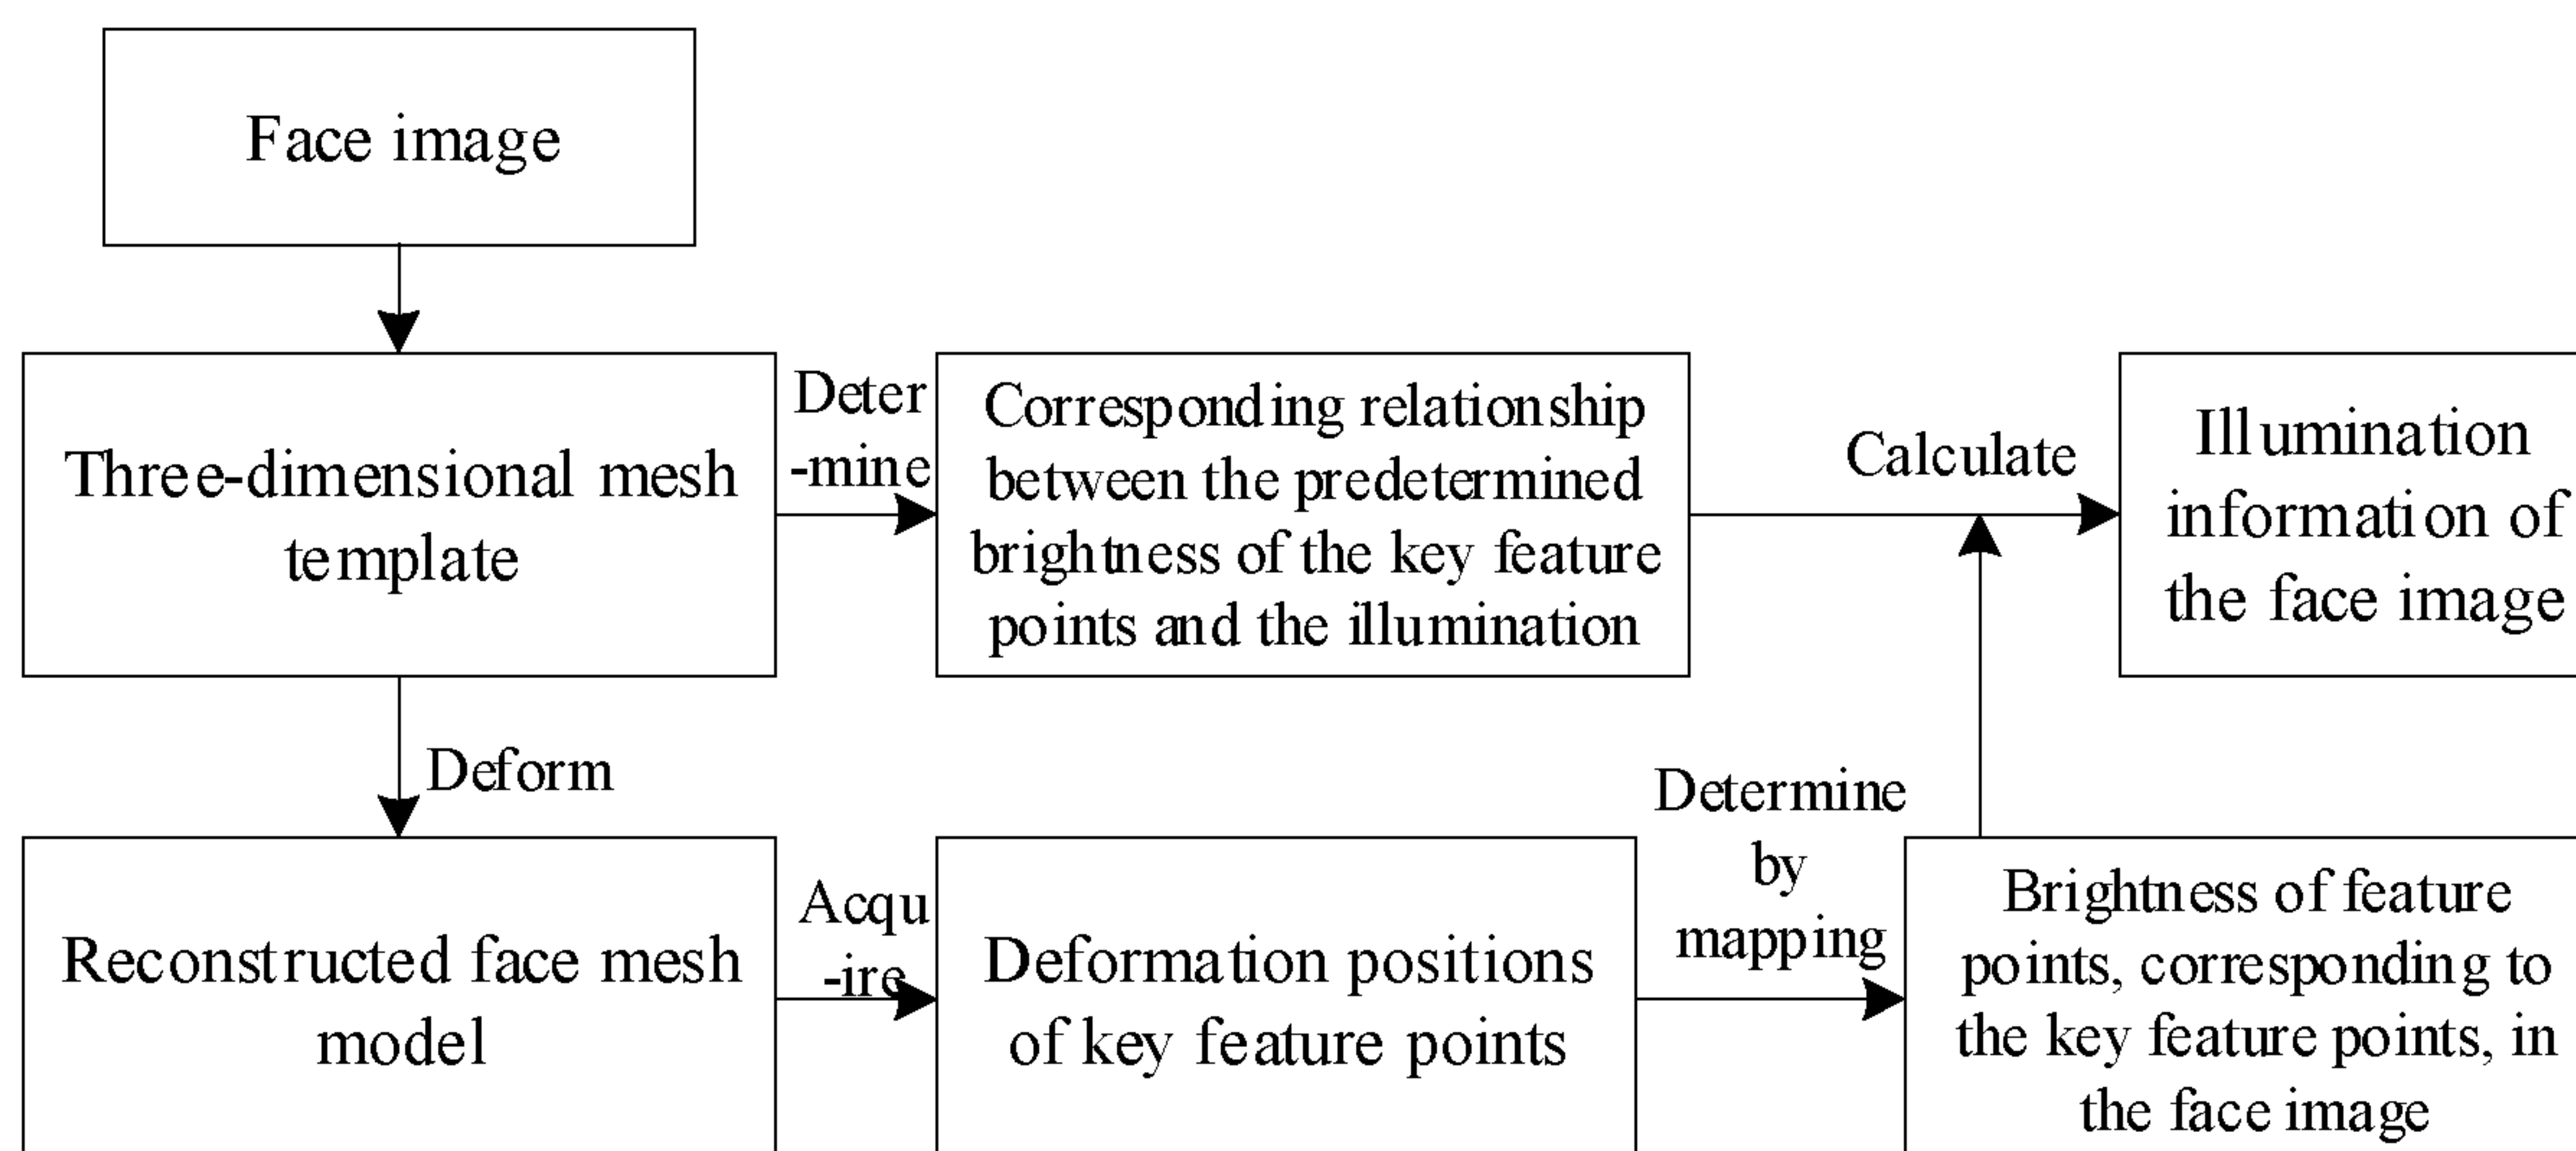 Face image
Three-dimensional mesh
template
Deter
-mine
Corresponding relationship
between the predetermined
brightness of the key feature
points and the illumination
Calculate
Illumination
information of
the face image
Deform
Reconstructed face mesh
model
Acqu
-ire
Deformation positions
of key feature points
Determine
by
mapping
Brightness of feature
points, corresponding to
the key feature points, in
the face image